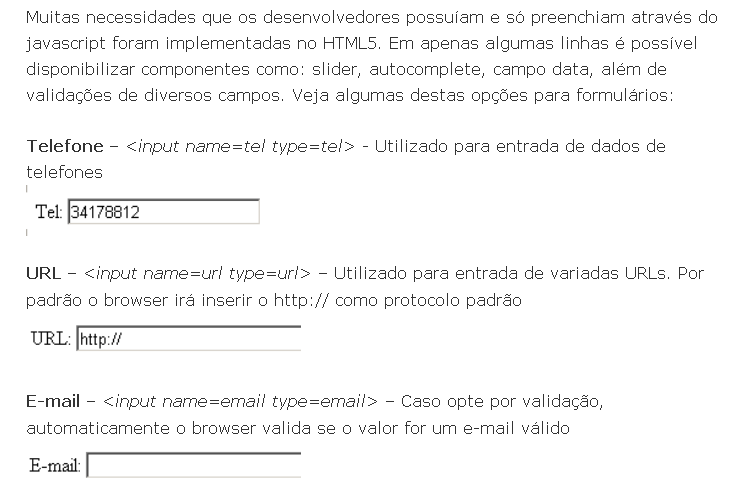 Muitas necessidades que os desenvolvedores possuíam e só preenchiam através do
javascript foram implementadas no HTML5. Em apenas algumas linhas é possível
disponibilizar componentes como: slider, autocomplete, campo data, além de
validações de diversos campos. Veja algumas destas opções para formulários:
Telefone – <input name=tel type=tel> - Utilizado para entrada de dados de
telefones
Tel: 34178812
URL – <input name=url type=url> – Utilizado para entrada de variadas URLs. Por
padrão o browser irá inserir o http:// como protocolo padrão
URL: http://
E-mail – <input name=email type=email> – Caso opte por validação,
automaticamente o browser valida se o valor for um e-mail válido
E-mail: